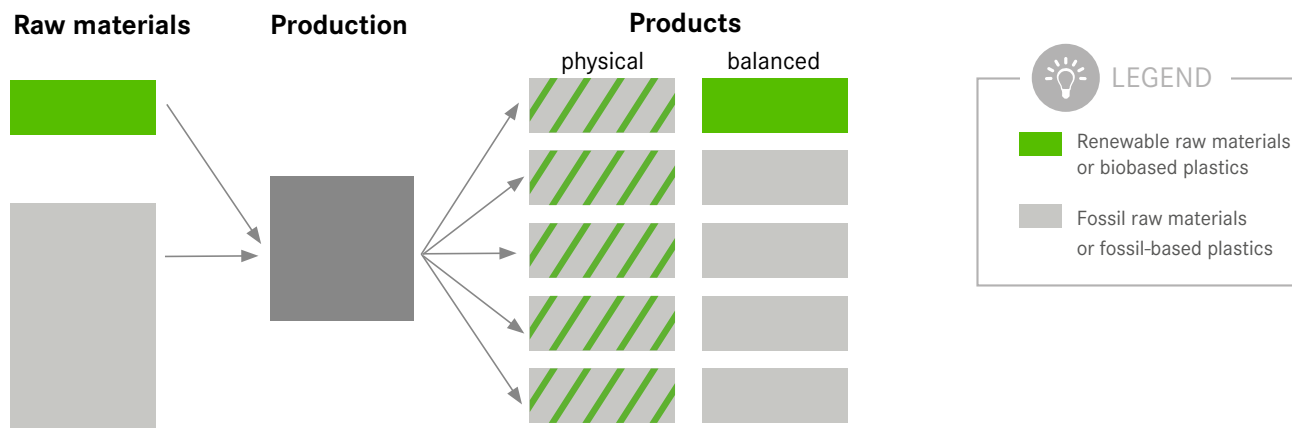 Raw materials
Production
Products
physical
balanced
LEGEND
Renewable raw materials
or biobased plastics
Fossil raw materials
or fossil-based plastics